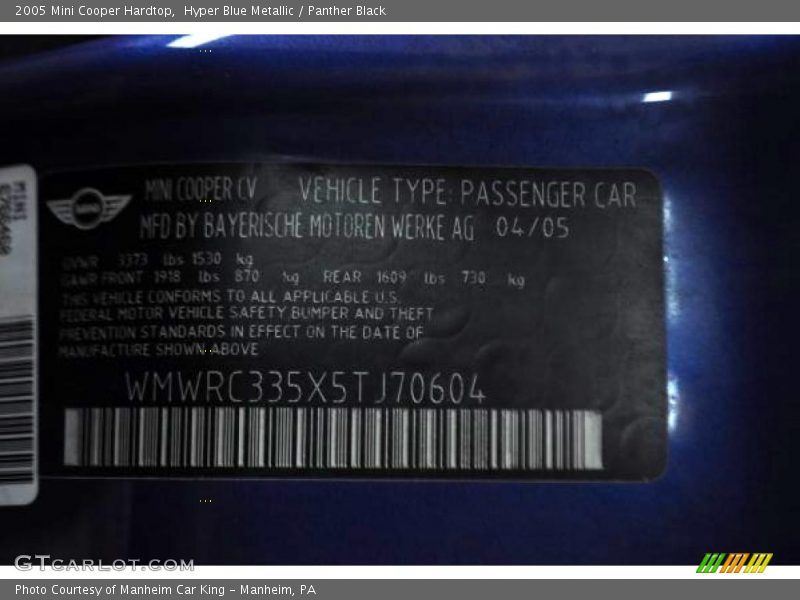 2005 Mini Cooper Hardtop,  Hyper Blue Metallic / Panther Black
MINI COOPER CV VEHICLE TYPE: PASSENGER CAR
MFD BY BAYERISCHE MOTOREN WERKE AG 04/05
GVWR 3373 lbs 1530 kg
GAWR FRONT 1918 lbs 870 kg REAR 1609 lbs 730 kg
THIS VEHICLE CONFORMS TO ALL APPLICABLE U.S.
FEDERAL MOTOR VEHICLE SAFETY BUMPER AND THEFT
PREVENTION STANDARDS IN EFFECT ON THE DATE OF
MANUFACTURE SHOWN ABOVE
WMWRC335X5TJ70604
MINI
GTCARLOT.COM
Photo Courtesy of Manheim Car King - Manheim, PA